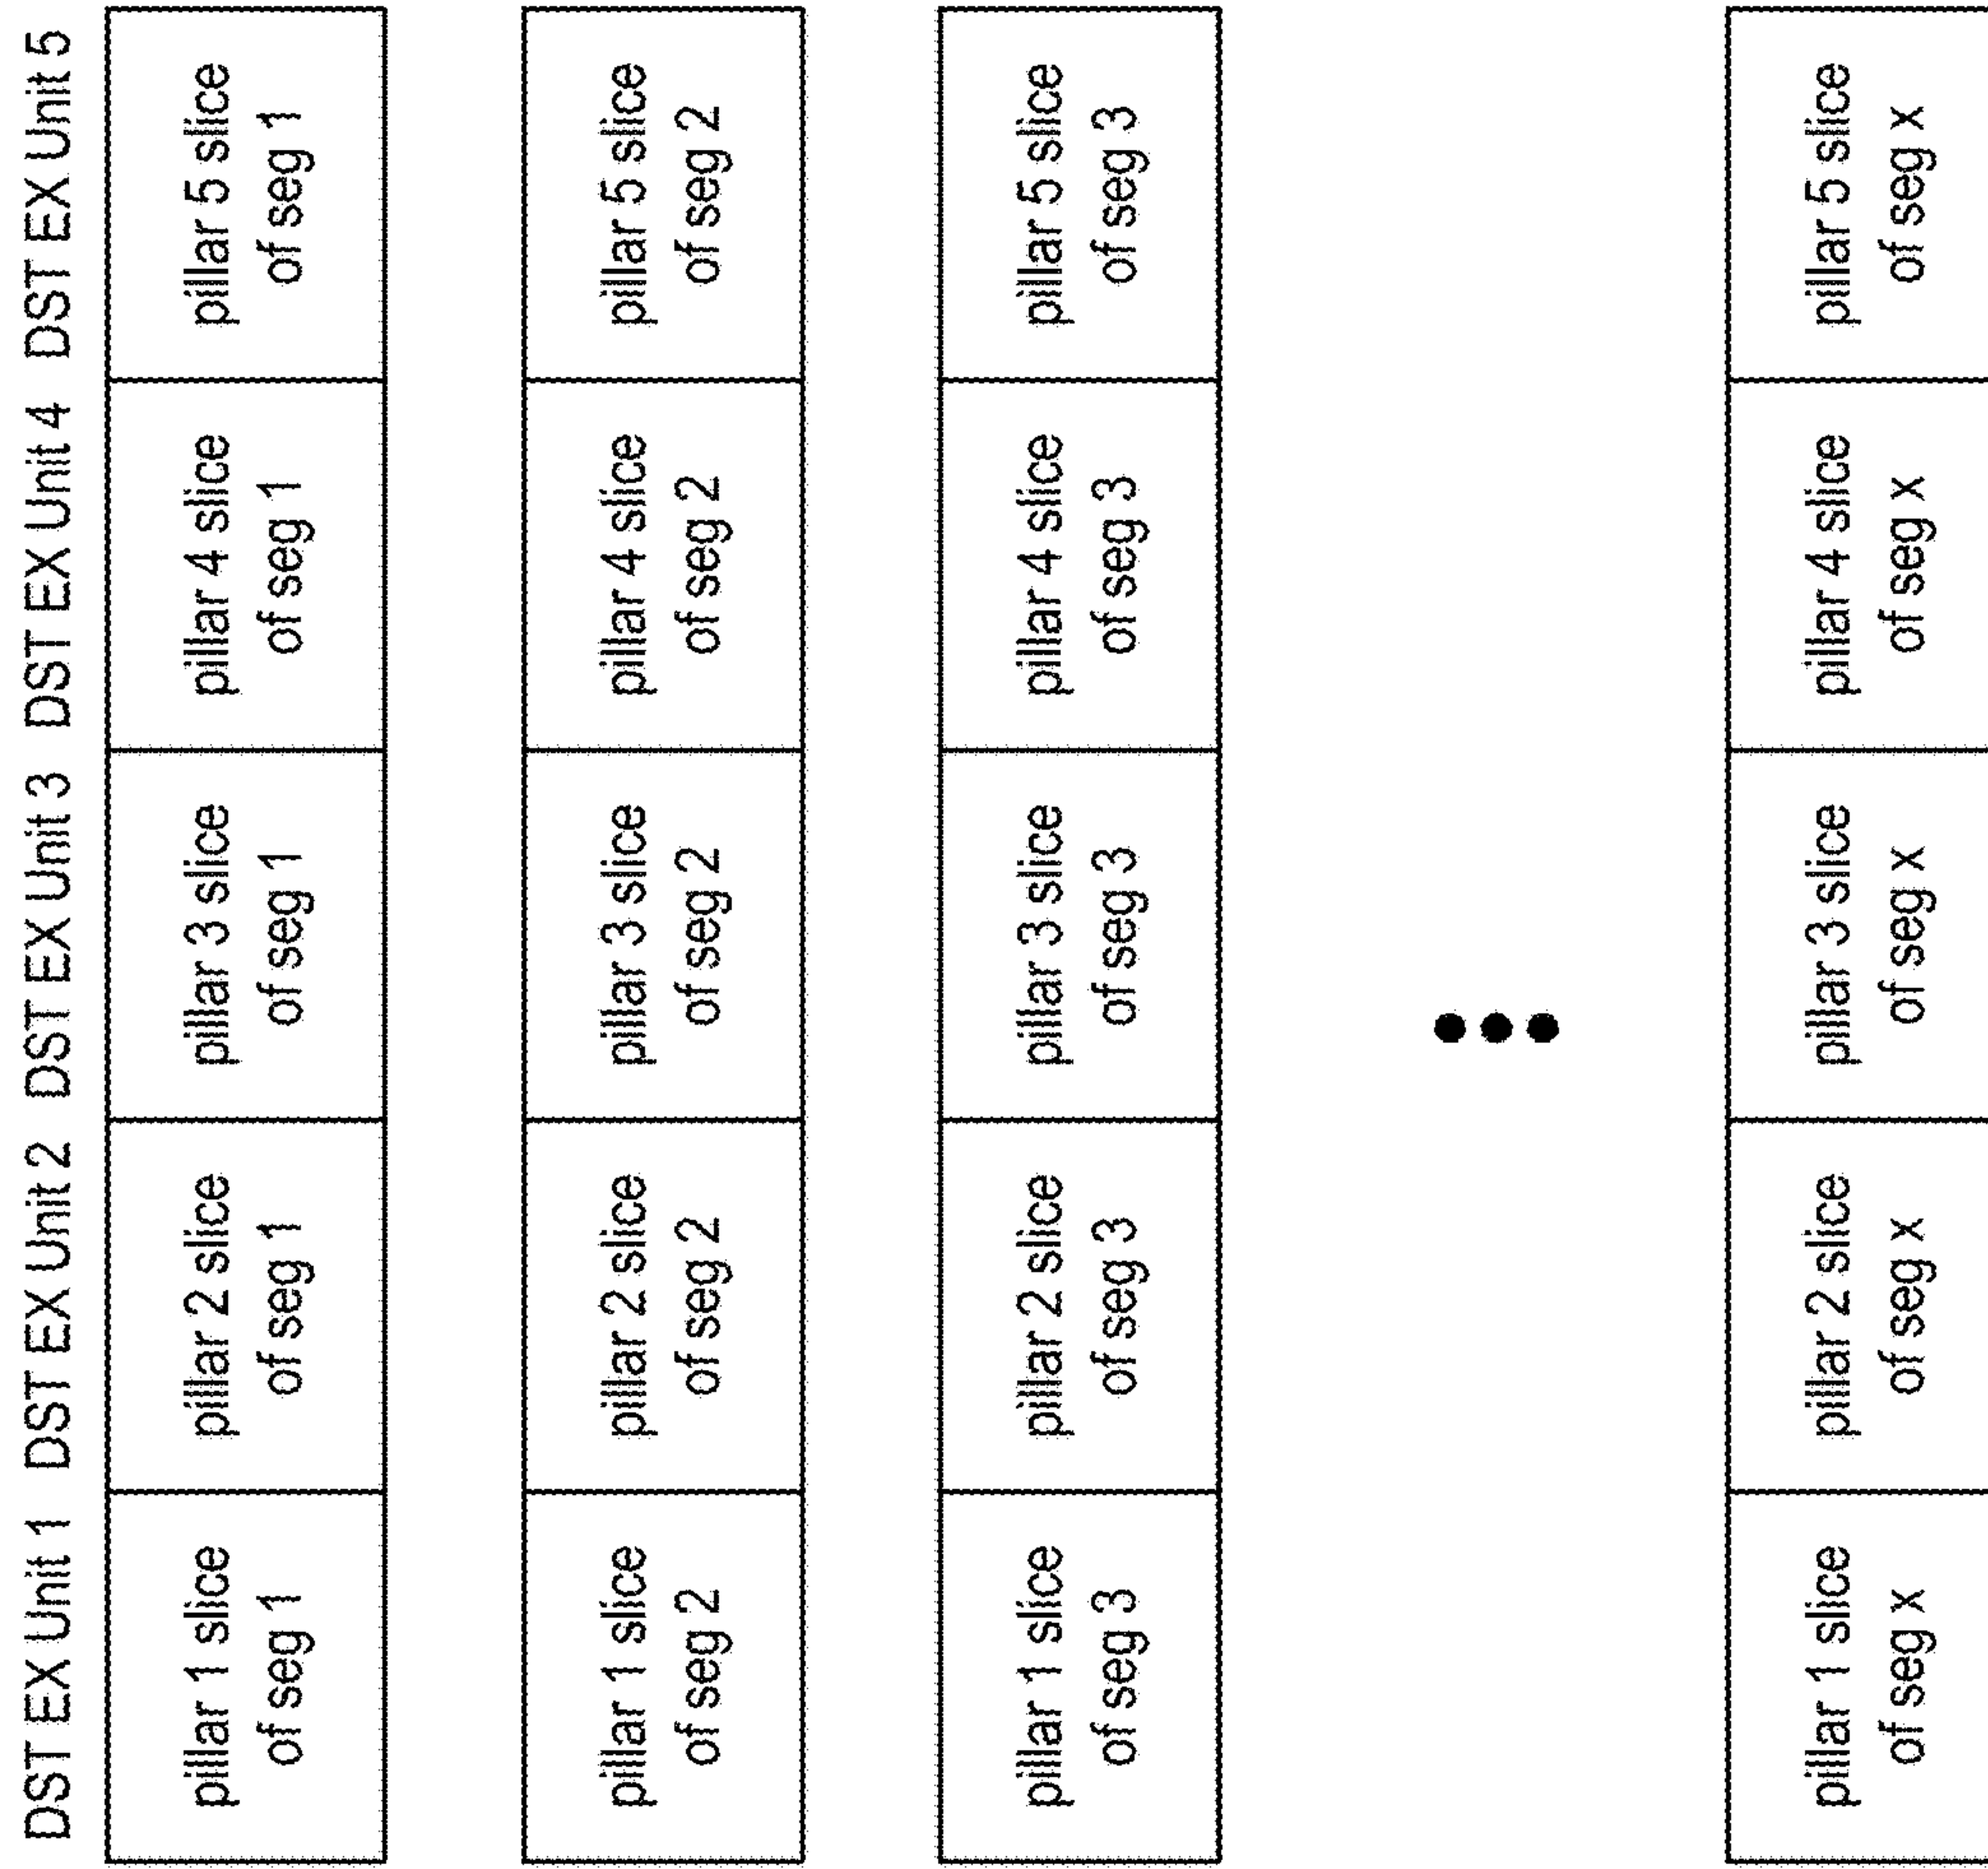 DST EX Unit 1 DST EX Unit 2 DST EX Unit 3 DST EX Unit 4 DST EX Unit 5
pillar 1 slice
of seg 1
pillar 2 slice
of seg 1
pillar 3 slice
of seg 1
pillar 4 slice
of seg 1
pillar 5 slice
of seg 1
pillar 1 slice
of seg 2
pillar 2 slice
of seg 2
pillar 3 slice
of seg 2
pillar 4 slice
of seg 2
pillar 5 slice
of seg 2
pillar 1 slice
of seg 3
pillar 2 slice
of seg 3
pillar 3 slice
of seg 3
pillar 4 slice
of seg 3
pillar 5 slice
of seg 3
pillar 1 slice
of seg x
pillar 2 slice
of seg x
pillar 3 slice
of seg x
pillar 4 slice
of seg x
pillar 5 slice
of seg x